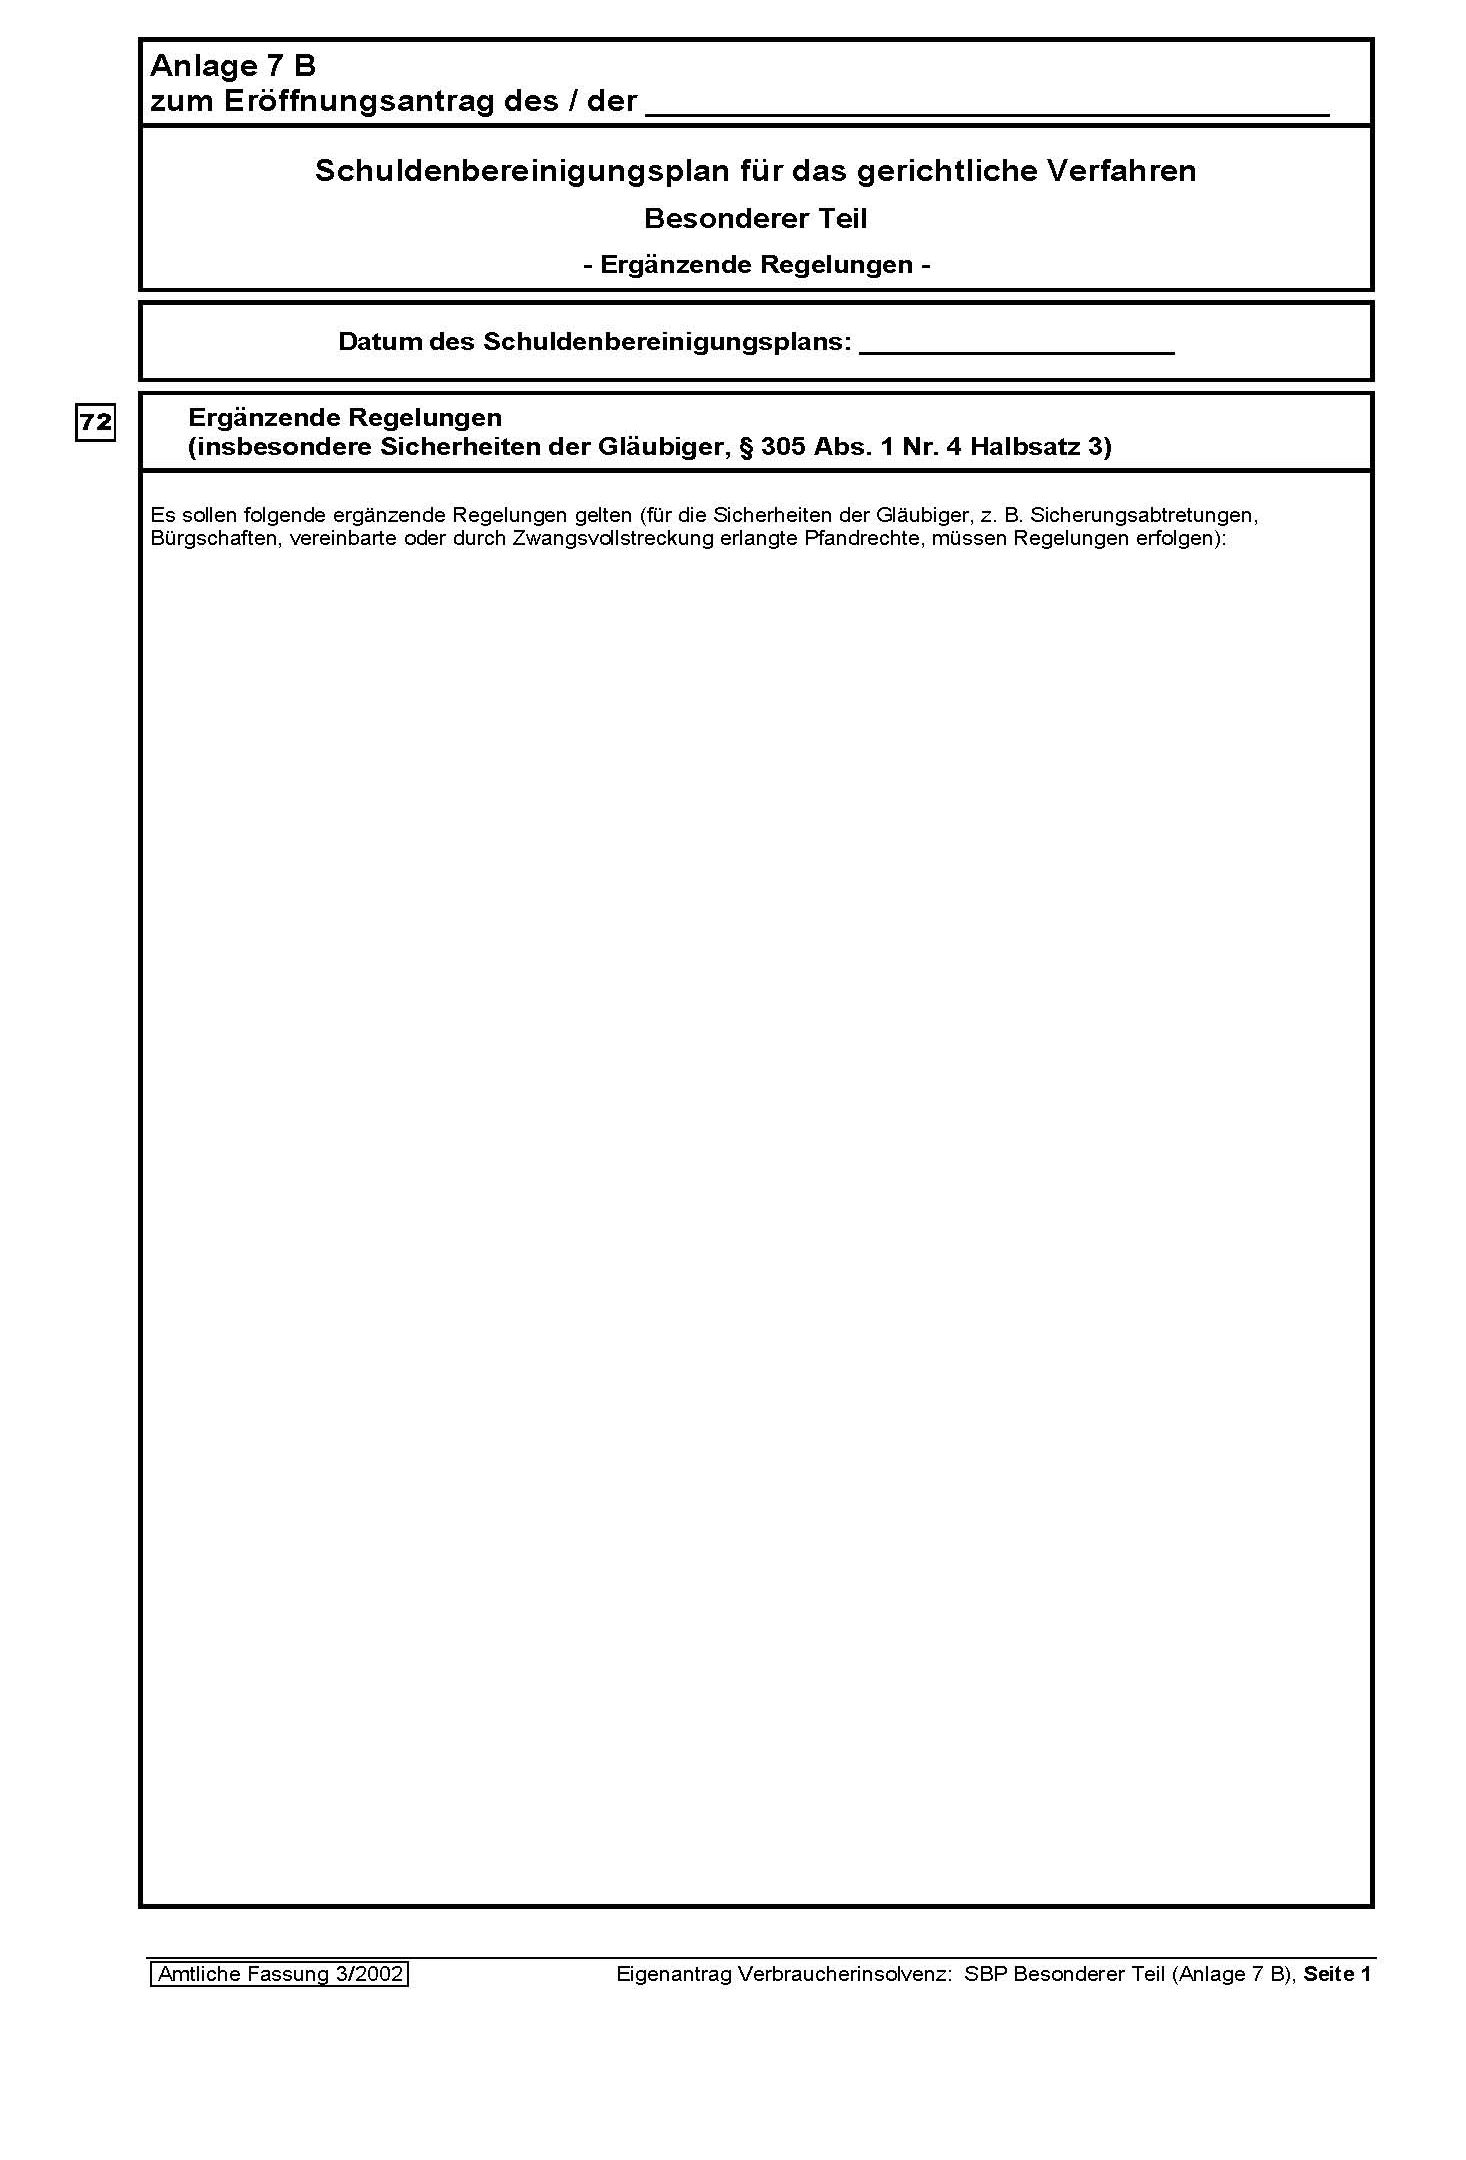 Anlage 7 B
zum Eröffnungsantrag des / der
Schuldenbereinigungsplan für das gerichtliche Verfahren
Besonderer Teil
- Ergänzende Regelungen -
Datum des Schuldenbereinigungsplans:
72
Ergänzende Regelungen
(insbesondere Sicherheiten der Gläubiger, § 305 Abs. 1 Nr. 4 Halbsatz 3)
Es sollen folgende ergänzende Regelungen gelten (für die Sicherheiten der Gläubiger, z. B. Sicherungsabtretungen,
Bürgschaften, vereinbarte oder durch Zwangsvollstreckung erlangte Pfandrechte, müssen Regelungen erfolgen):
Amtliche Fassung 3/2002 Eigenantrag Verbraucherinsolvenz: SBP Besonderer Teil (Anlage 7 B), Seite 1